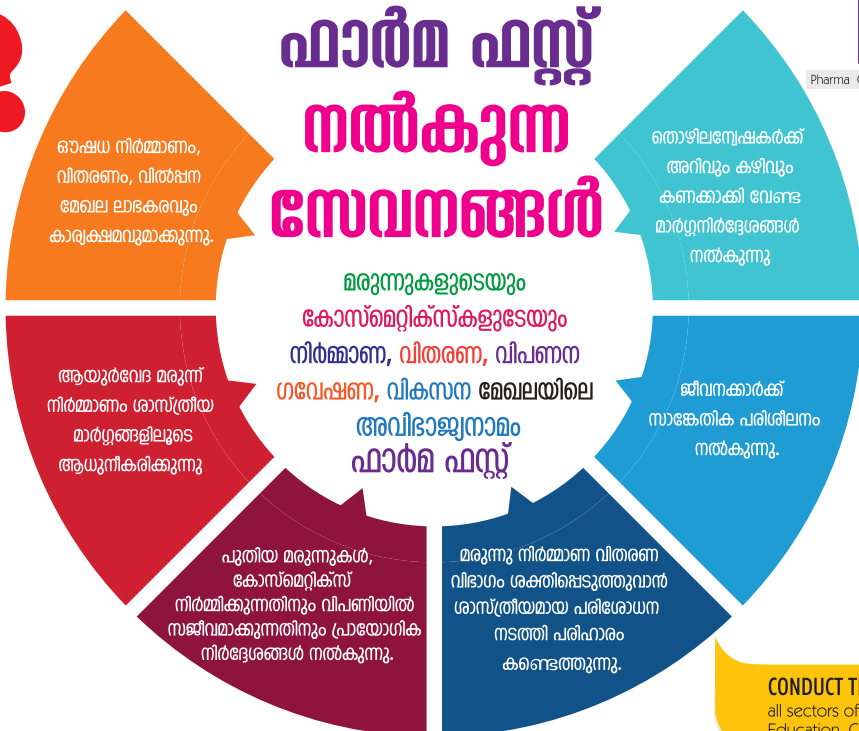 ഫാർമ ഫസ്റ്റ്
നൽകുന്ന
സേവനങ്ങൾ
മരുന്നുകളുടെയും
കോസ്മെറ്റിക്സ്കളുടേയും
നിർമ്മാണ, വിതരണ, വിപണന
ഗവേഷണ, വികസന മേഖലയിലെ
അവിഭാജ്യനാമം
ഫാർമ ഫസ്റ്റ്
ഔഷധ നിർമ്മാണം,
വിതരണം, വിൽപ്പന
മേഖല ലാഭകരവും
കാര്യക്ഷമവുമാക്കുന്നു.
ആയുർവേദ മരുന്ന്
നിർമ്മാണം ശാസ്ത്രീയ
മാർഗ്ഗങ്ങളിലൂടെ
ആധുനീകരിക്കുന്നു
പുതിയ മരുന്നുകൾ,
കോസ്മെറ്റിക്സ്
നിർമ്മിക്കുന്നതിനും വിപണിയിൽ
സജീവമാക്കുന്നതിനും പ്രായോഗിക
നിർദ്ദേശങ്ങൾ നൽകുന്നു.
മരുന്നു നിർമ്മാണ വിതരണ
വിഭാഗം ശക്തിപ്പെടുത്തുവാൻ
ശാസ്ത്രീയമായ പരിശോധന
നടത്തി പരിഹാരം
കണ്ടെത്തുന്നു.
ജീവനക്കാർക്ക്
സാങ്കേതിക പരിശീലനം
നൽകുന്നു.
തൊഴിലന്വേഷകർക്ക്
അറിവും കഴിവും
കണക്കാക്കി വേണ്ട
മാർഗ്ഗനിർദ്ദേശങ്ങൾ
നൽകുന്നു
Pharma
CONDUCT T
all sectors of
Education, C